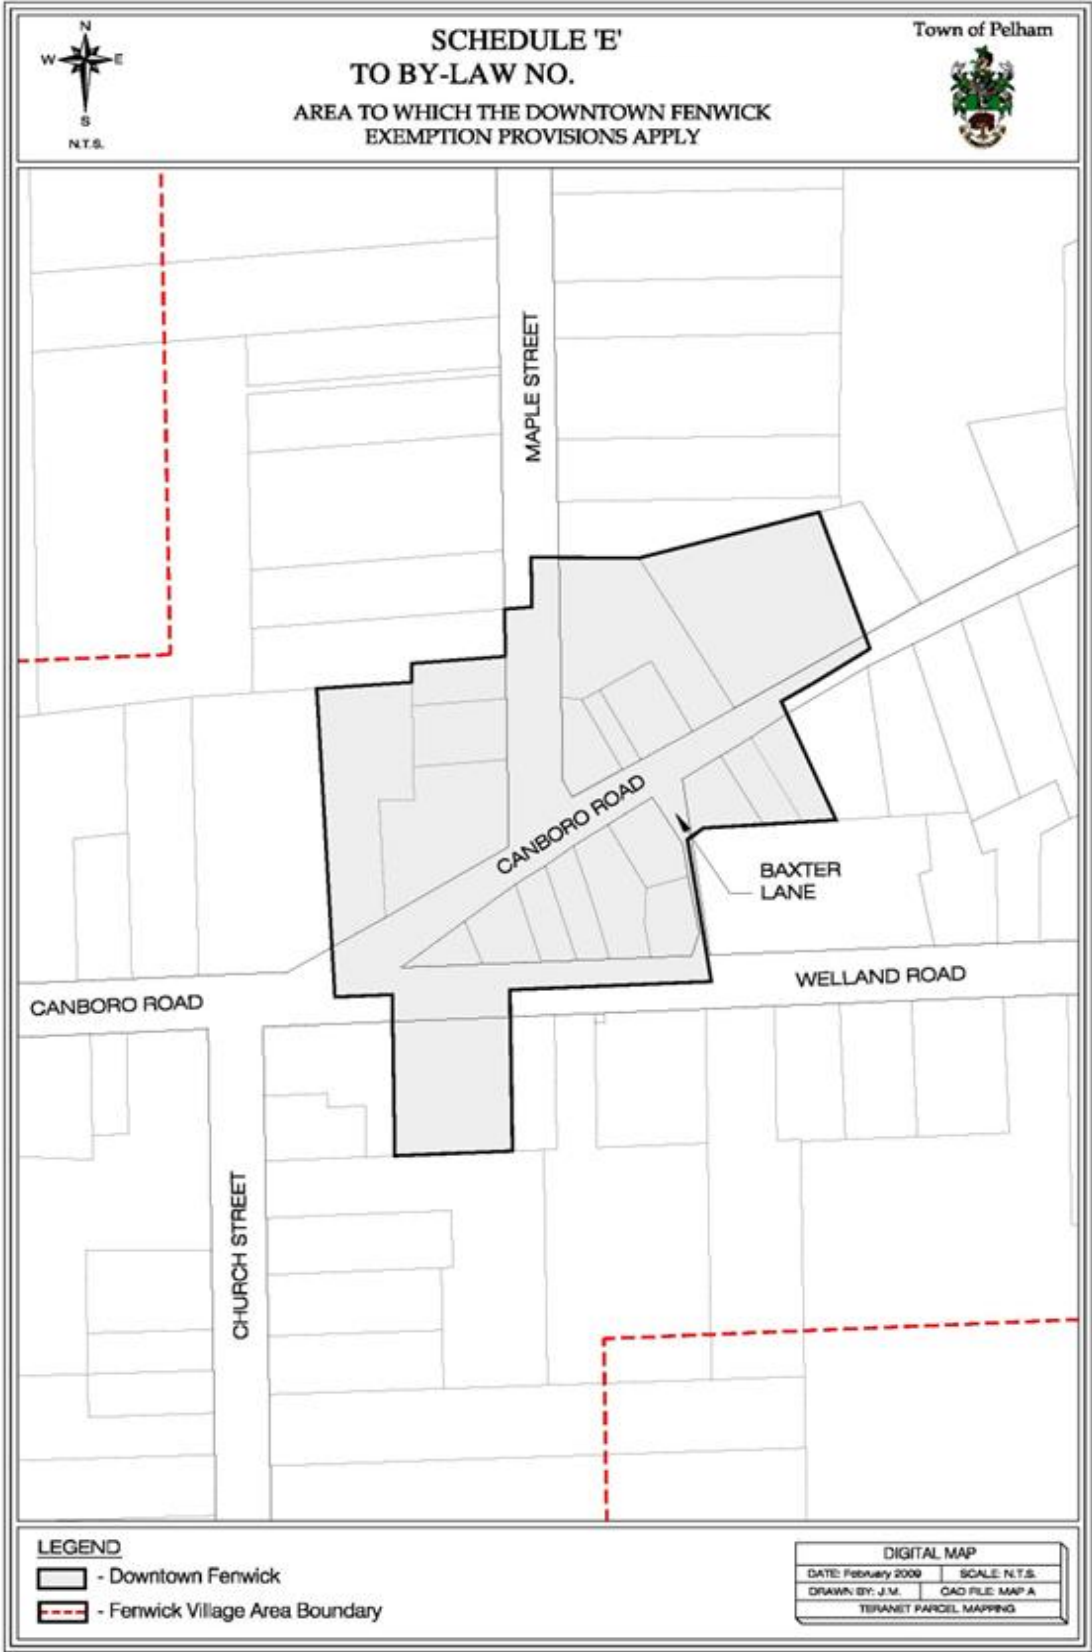 N
W E
S
N.T.S.
SCHEDULE 'E'
TO BY-LAW NO.
AREA TO WHICH THE DOWNTOWN FENWICK
EXEMPTION PROVISIONS APPLY
Town of Pelham
MAPLE STREET
CANBORO ROAD
BAXTER
LANE
WELLAND ROAD
CANBORO ROAD
CHURCH STREET
LEGEND
- Downtown Fenwick
- Fenwick Village Area Boundary
DIGITAL MAP
DATE: February 2009 SCALE: N.T.S.
DRAWN BY: J.M. CAD FILE: MAP A
TERANET PARCEL MAPPING